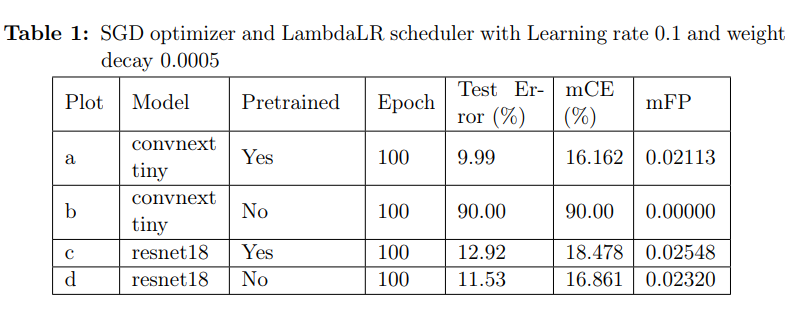 Table 1: SGD optimizer and LambdaLR scheduler with Learning rate 0.1 and weight
decay 0.0005
Plot Model Pretrained Epoch Test Er-ror (%) mCE (%) mFP
a convnext tiny Yes 100 9.99 16.162 0.02113
b convnext tiny No 100 90.00 90.00 0.00000
c resnet18 Yes 100 12.92 18.478 0.02548
d resnet18 No 100 11.53 16.861 0.02320